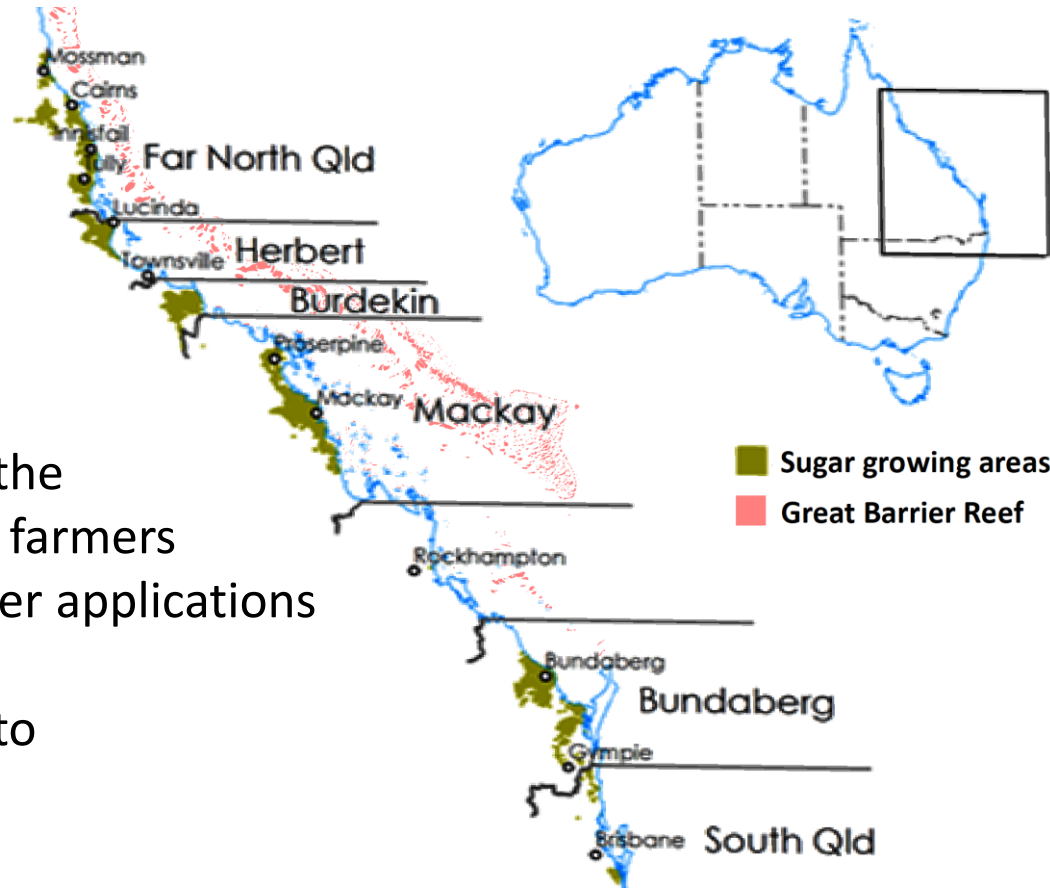 Mossman
Cairns
Innisfail
Tully
Far North Qld
Lucinda
Herbert
Townsville
Burdekin
Proserpine
Mackay
Mackay
the
farmers
er applications
to
Sugar growing areas
Great Barrier Reef
Rockhampton
Bundaberg
Bundaberg
Gympie
Brisbane
South Qld